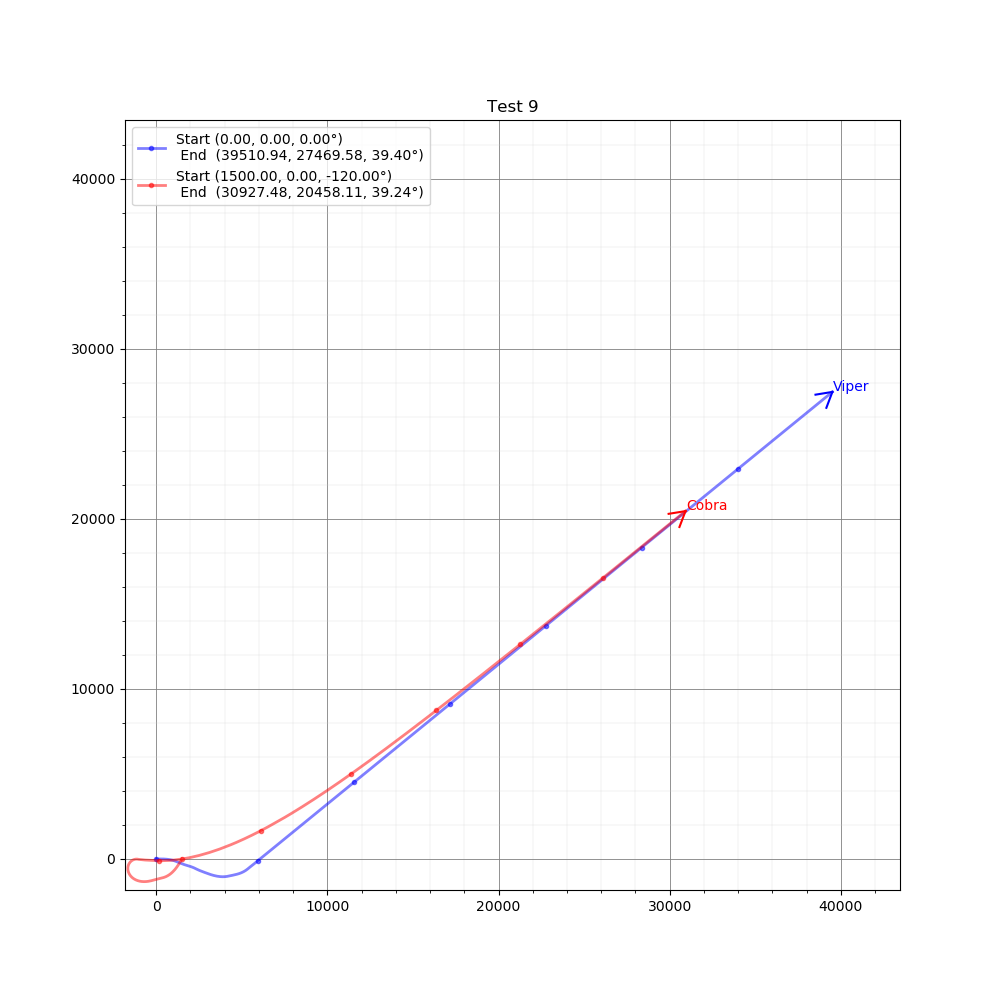 Test 9
Start (0.00, 0.00, 0.00°)
End (39510.94, 27469.58, 39.40°)
Start (1500.00, 0.00, -120.00°)
End (30927.48, 20458.11, 39.24°)
40000
30000
Viper
20000
Cobra
10000
0
0 10000 20000 30000 40000